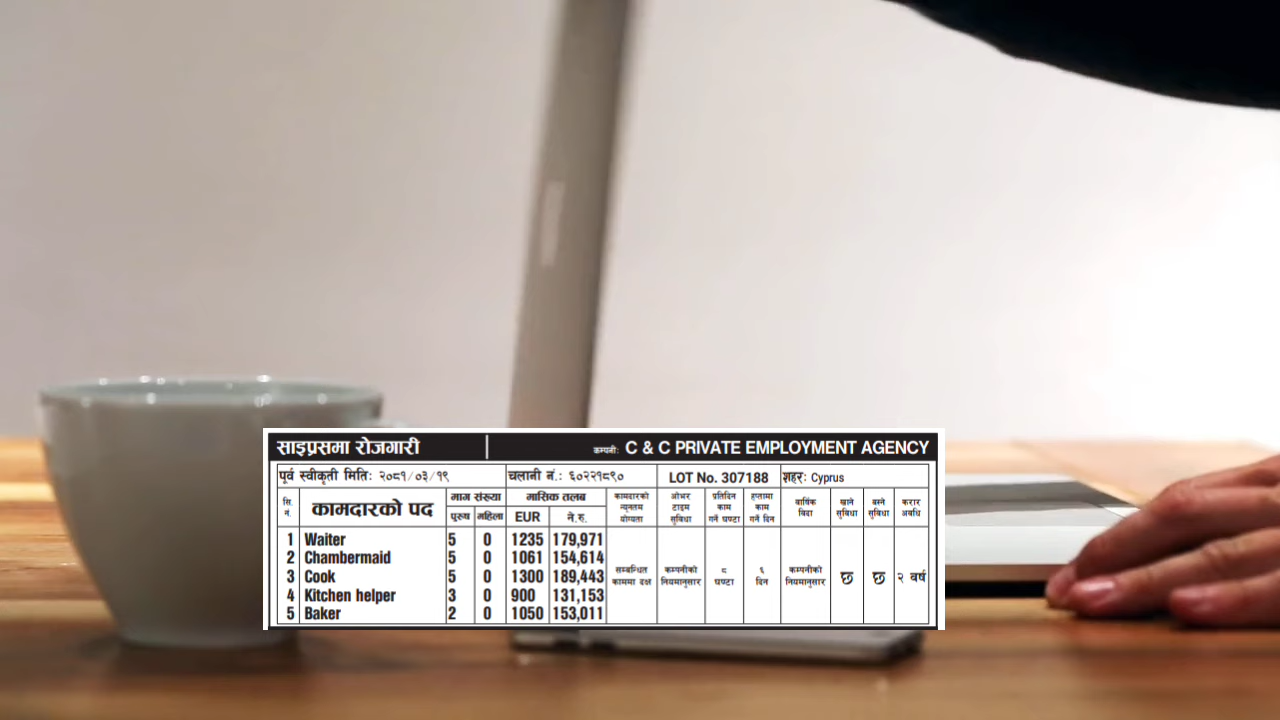 साइप्रसमा रोजगारी
कम्पनी: C & C PRIVATE EMPLOYMENT AGENCY
पूर्व स्वीकृती मिति: २०८१/०३/१९ चलानी नं.: ६०२२१८९० LOT No. 307188 शहर: Cyprus
सि. नं. कामदारको पद माग संख्या मासिक तलब कामदारको न्यूनतम योग्यता ओभर टाइम सुविधा प्रतिदिन काम गर्ने घण्टा हप्तामा काम गर्ने दिन वार्षिक विदा खाने सुविधा बस्ने सुविधा करार अवधि
पुरुष महिला EUR ने.रु.
1 Waiter 5 0 1235 179,971
2 Chambermaid 5 0 1061 154,614
3 Cook 5 0 1300 189,443
4 Kitchen helper 3 0 900 131,153
5 Baker 2 0 1050 153,011
सम्बन्धित काममा दक्ष कम्पनीको नियमानुसार ८ घण्टा ६ दिन कम्पनीको नियमानुसार छ छ २ वर्ष